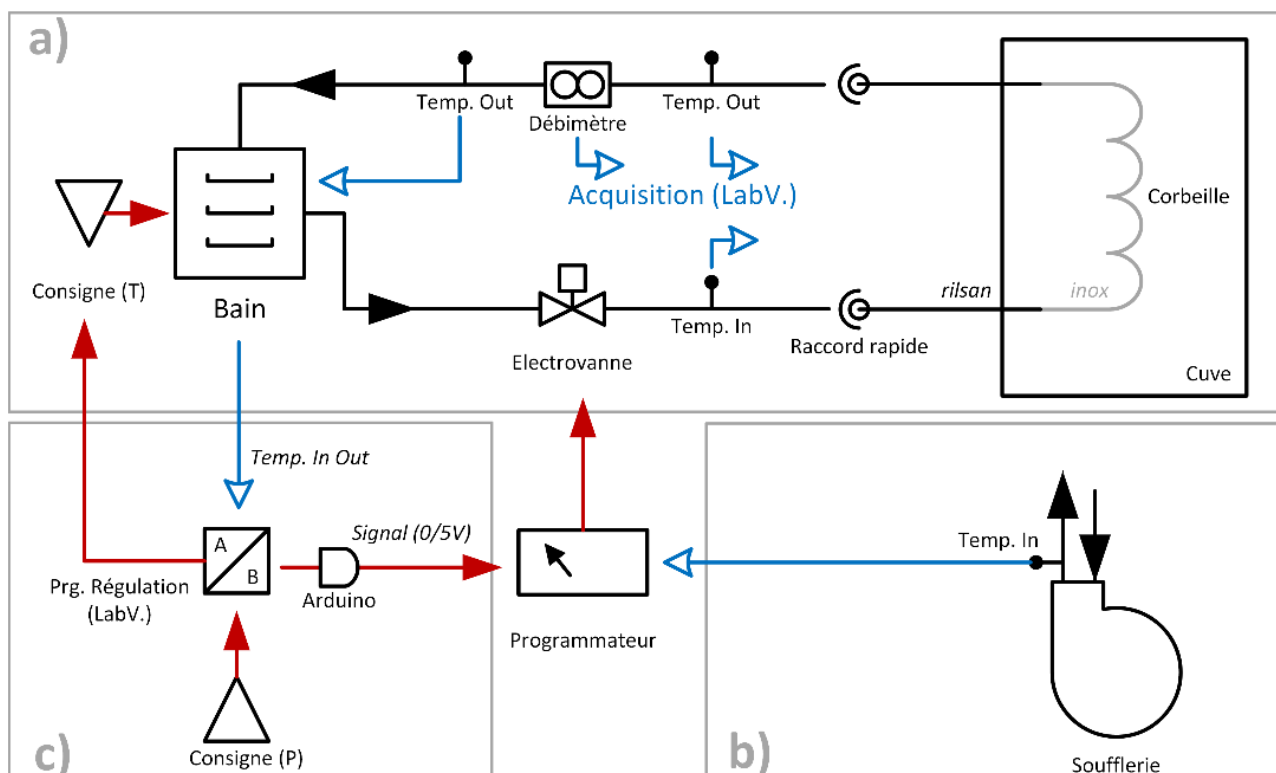 a)
Temp. Out
Débimètre
Temp. Out
Acquisition (LabV.)
Corbeille
Consigne (T)
Bain
Temp. In
rilsan
inox
Electrovanne
Raccord rapide
Cuve
Temp. In Out
A
B
Signal (0/5V)
Prg. Régulation
(LabV.)
Arduino
Programmateur
Temp. In
Consigne (P)
c)
b)
Soufflerie